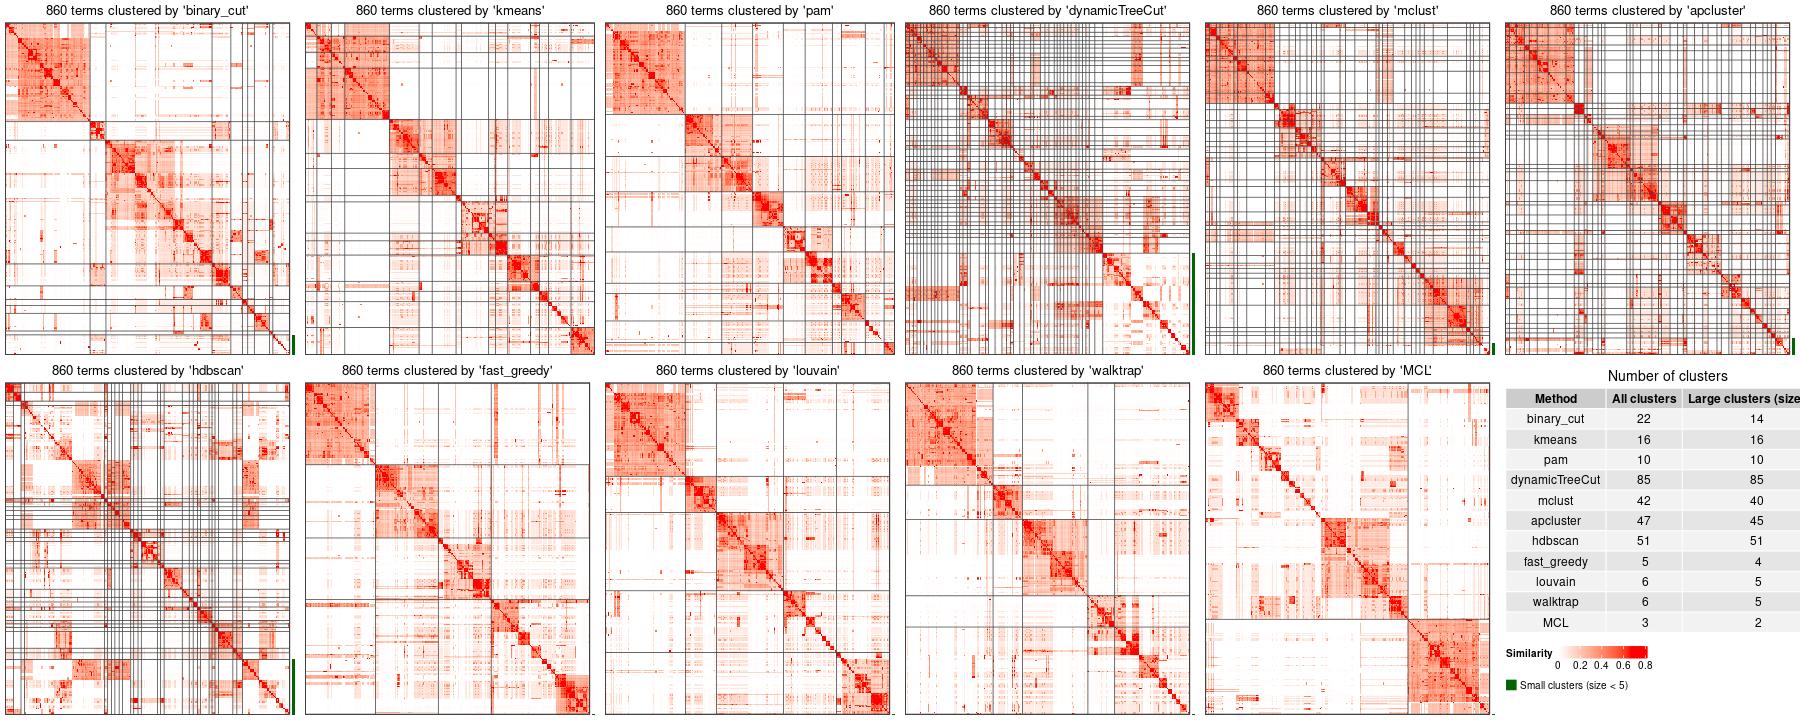 860 terms clustered by 'binary_cut'
860 terms clustered by 'kmeans'
860 terms clustered by 'pam'
860 terms clustered by 'dynamicTreeCut'
860 terms clustered by 'mclust'
860 terms clustered by 'apcluster'
860 terms clustered by 'hdbscan'
860 terms clustered by 'fast_greedy'
860 terms clustered by 'louvain'
860 terms clustered by 'walktrap'
860 terms clustered by 'MCL'
Number of clusters
Method All clusters Large clusters (size
binary_cut 22 14
kmeans 16 16
pam 10 10
dynamicTreeCut 85 85
mclust 42 40
apcluster 47 45
hdbscan 51 51
fast_greedy 5 4
louvain 6 5
walktrap 6 5
MCL 3 2
Similarity
0 0.2 0.4 0.6 0.8
Small clusters (size < 5)